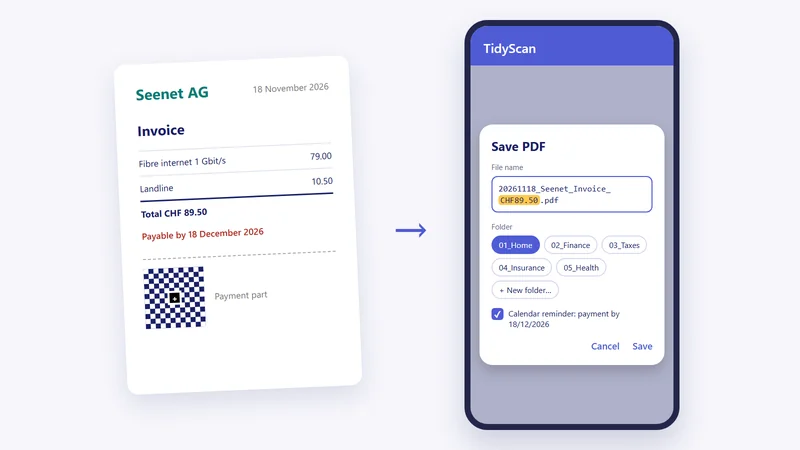 Seenet AG
18 November 2026
Invoice
Fibre internet 1 Gbit/s 79.00
Landline 10.50
Total CHF 89.50
Payable by 18 December 2026
Payment part
TidyScan
Save PDF
File name
20261118_Seenet_Invoice_
CHF89.50.pdf
Folder
01_Home 02_Finance 03_Taxes
04_Insurance 05_Health
+ New folder...
Calendar reminder: payment by
18/12/2026
Cancel Save